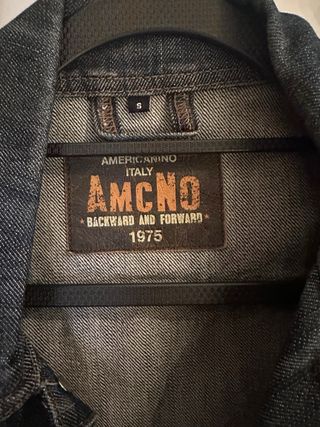 S
AMERICANINO
ITALY
AMCNO
BACKWARD AND FORWARD
1975